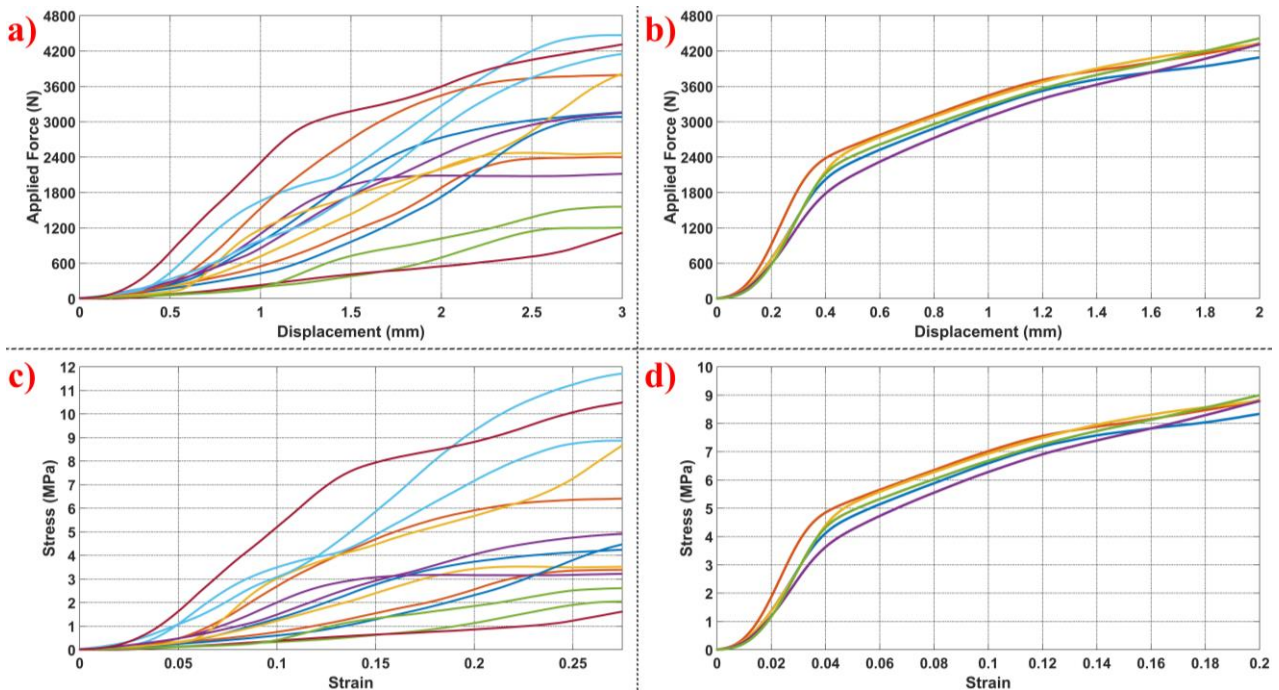 a)
Applied Force (N)
4800
4200
3600
3000
2400
1800
1200
600
0
0 0.5 1 1.5 2 2.5 3
Displacement (mm)
b)
Applied Force (N)
4800
4200
3600
3000
2400
1800
1200
600
0
0 0.2 0.4 0.6 0.8 1 1.2 1.4 1.6 1.8 2
Displacement (mm)
c)
Stress (MPa)
12
11
10
9
8
7
6
5
4
3
2
1
0
0 0.05 0.1 0.15 0.2 0.25
Strain
d)
Stress (MPa)
10
9
8
7
6
5
4
3
2
1
0
0 0.02 0.04 0.06 0.08 0.1 0.12 0.14 0.16 0.18 0.2
Strain